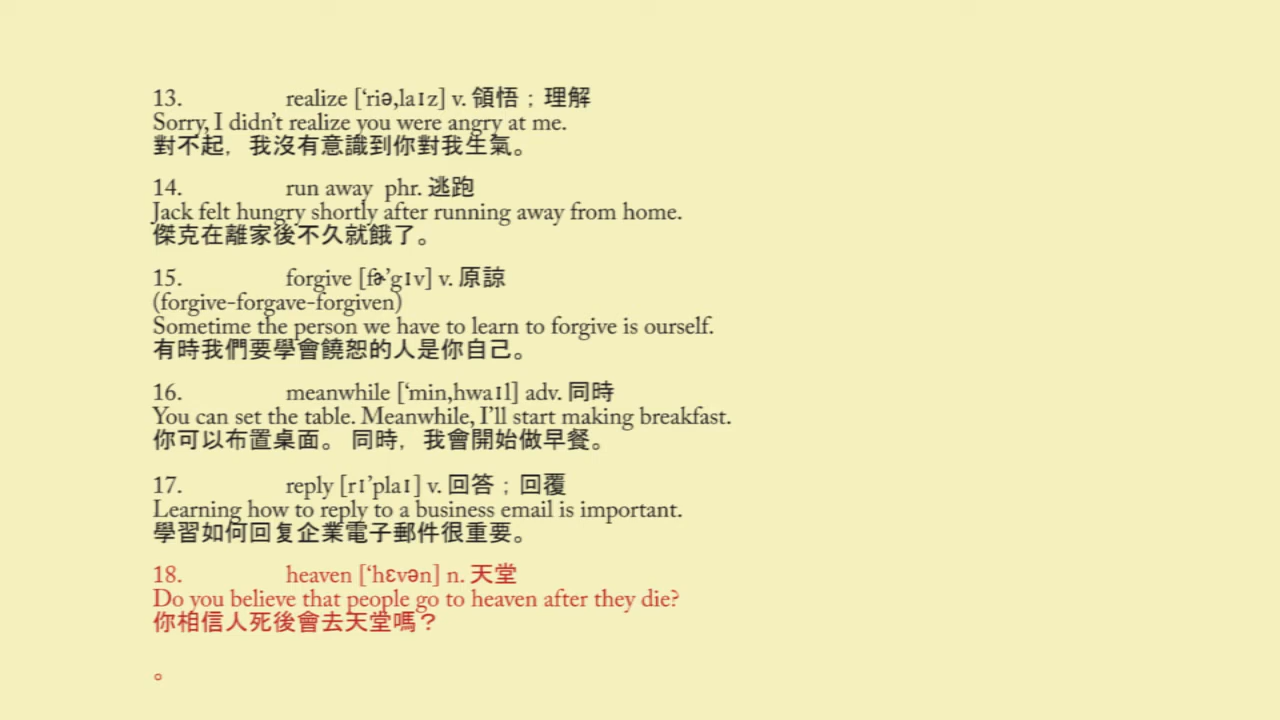 13. realize [‘riə,laɪz] v. 領悟；理解
Sorry, I didn’t realize you were angry at me.
對不起，我沒有意識到你對我生氣。
14. run away phr. 逃跑
Jack felt hungry shortly after running away from home.
傑克在離家後不久就餓了。
15. forgive [fɚ’gɪv] v. 原諒
(forgive-forgave-forgiven)
Sometime the person we have to learn to forgive is ourself.
有時我們要學會饒恕的人是你自己。
16. meanwhile [‘min,hwaɪl] adv. 同時
You can set the table. Meanwhile, I’ll start making breakfast.
你可以布置桌面。 同時，我會開始做早餐。
17. reply [rɪ’plaɪ] v. 回答；回覆
Learning how to reply to a business email is important.
學習如何回复企業電子郵件很重要。
18. heaven [‘hɛvən] n. 天堂
Do you believe that people go to heaven after they die?
你相信人死後會去天堂嗎？
。